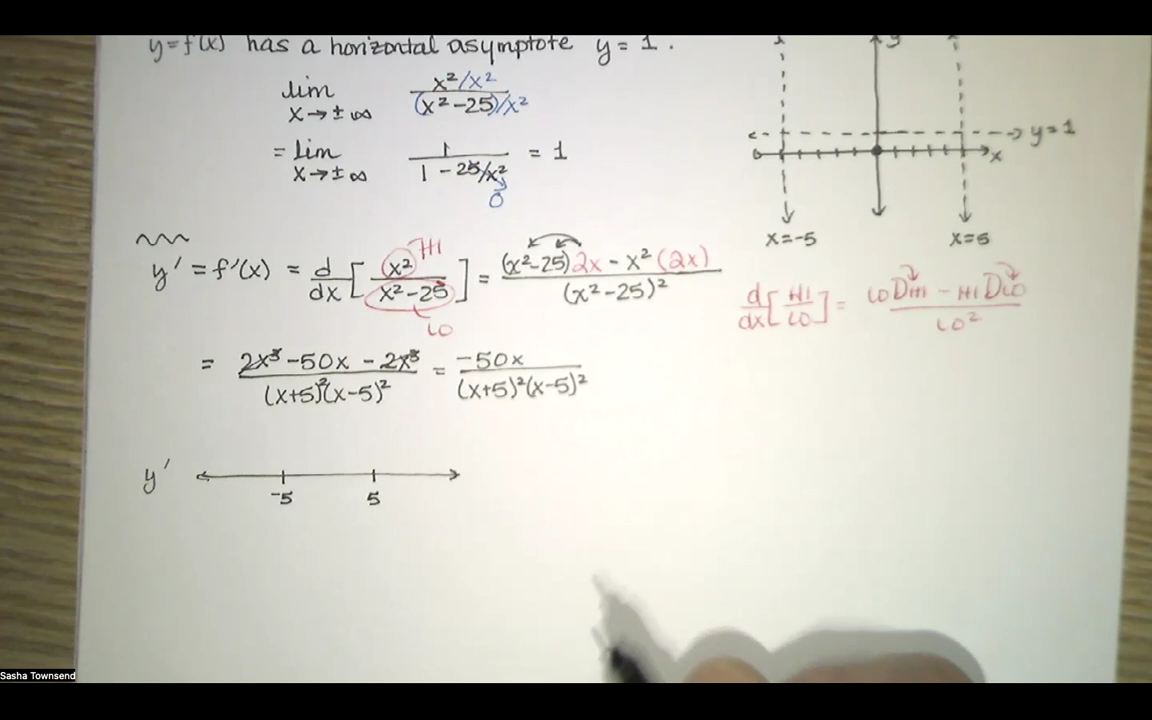 y = f(x) has a horizontal asymptote y = 1.
lim x→±∞ x²/x² / (x²-25)/x²
= lim x→±∞ 1 / 1 - 25/x² = 1
0
y
y=1
x
x=-5 x=5
y' = f'(x) = d/dx [ x² / x²-25 ] = (x²-25)2x - x²(2x) / (x²-25)²
HI
LO
d/dx [ HI/LO ] = LO DHI - HI DLO / LO²
= 2x³ - 50x - 2x³ / (x+5)²(x-5)² = -50x / (x+5)²(x-5)²
y'
-5 5
Sasha Townsend